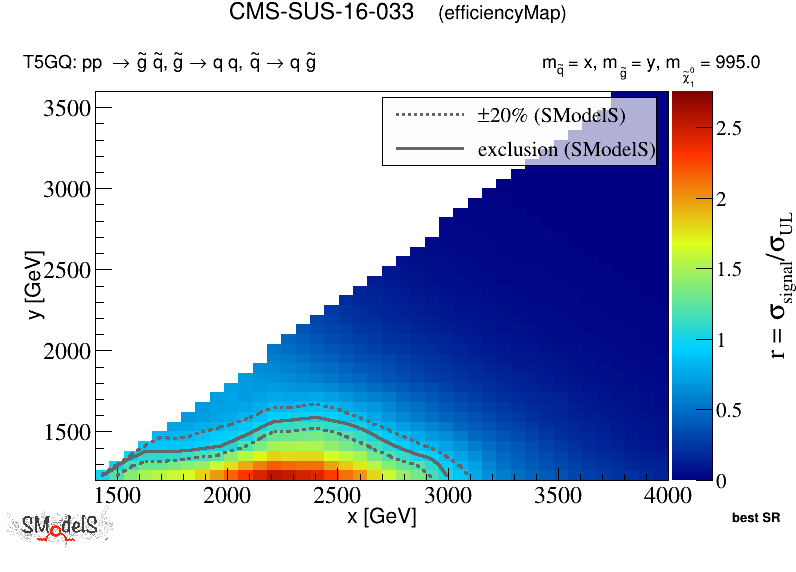 CMS-SUS-16-033 (efficiencyMap)
T5GQ: pp → g̃ q̃, g̃ → q q, q̃ → q g̃
m_q̃ = x, m_g̃ = y, m_χ̃₁⁰ = 995.0
±20% (SModelS)
exclusion (SModelS)
3500
3000
2500
2000
1500
y [GeV]
1500 2000 2500 3000 3500 4000
x [GeV]
2.5
2
1.5
1
0.5
0
r = σ_signal/σ_UL
SModelS
best SR